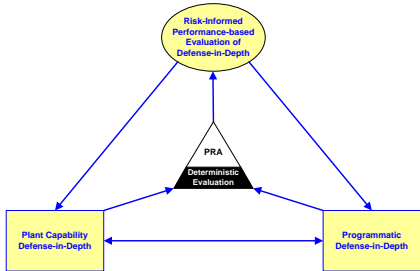 Risk-Informed
Performance-based
Evaluation of
Defense-in-Depth
PRA
Deterministic
Evaluation
Plant Capability
Defense-in-Depth
Programmatic
Defense-in-Depth